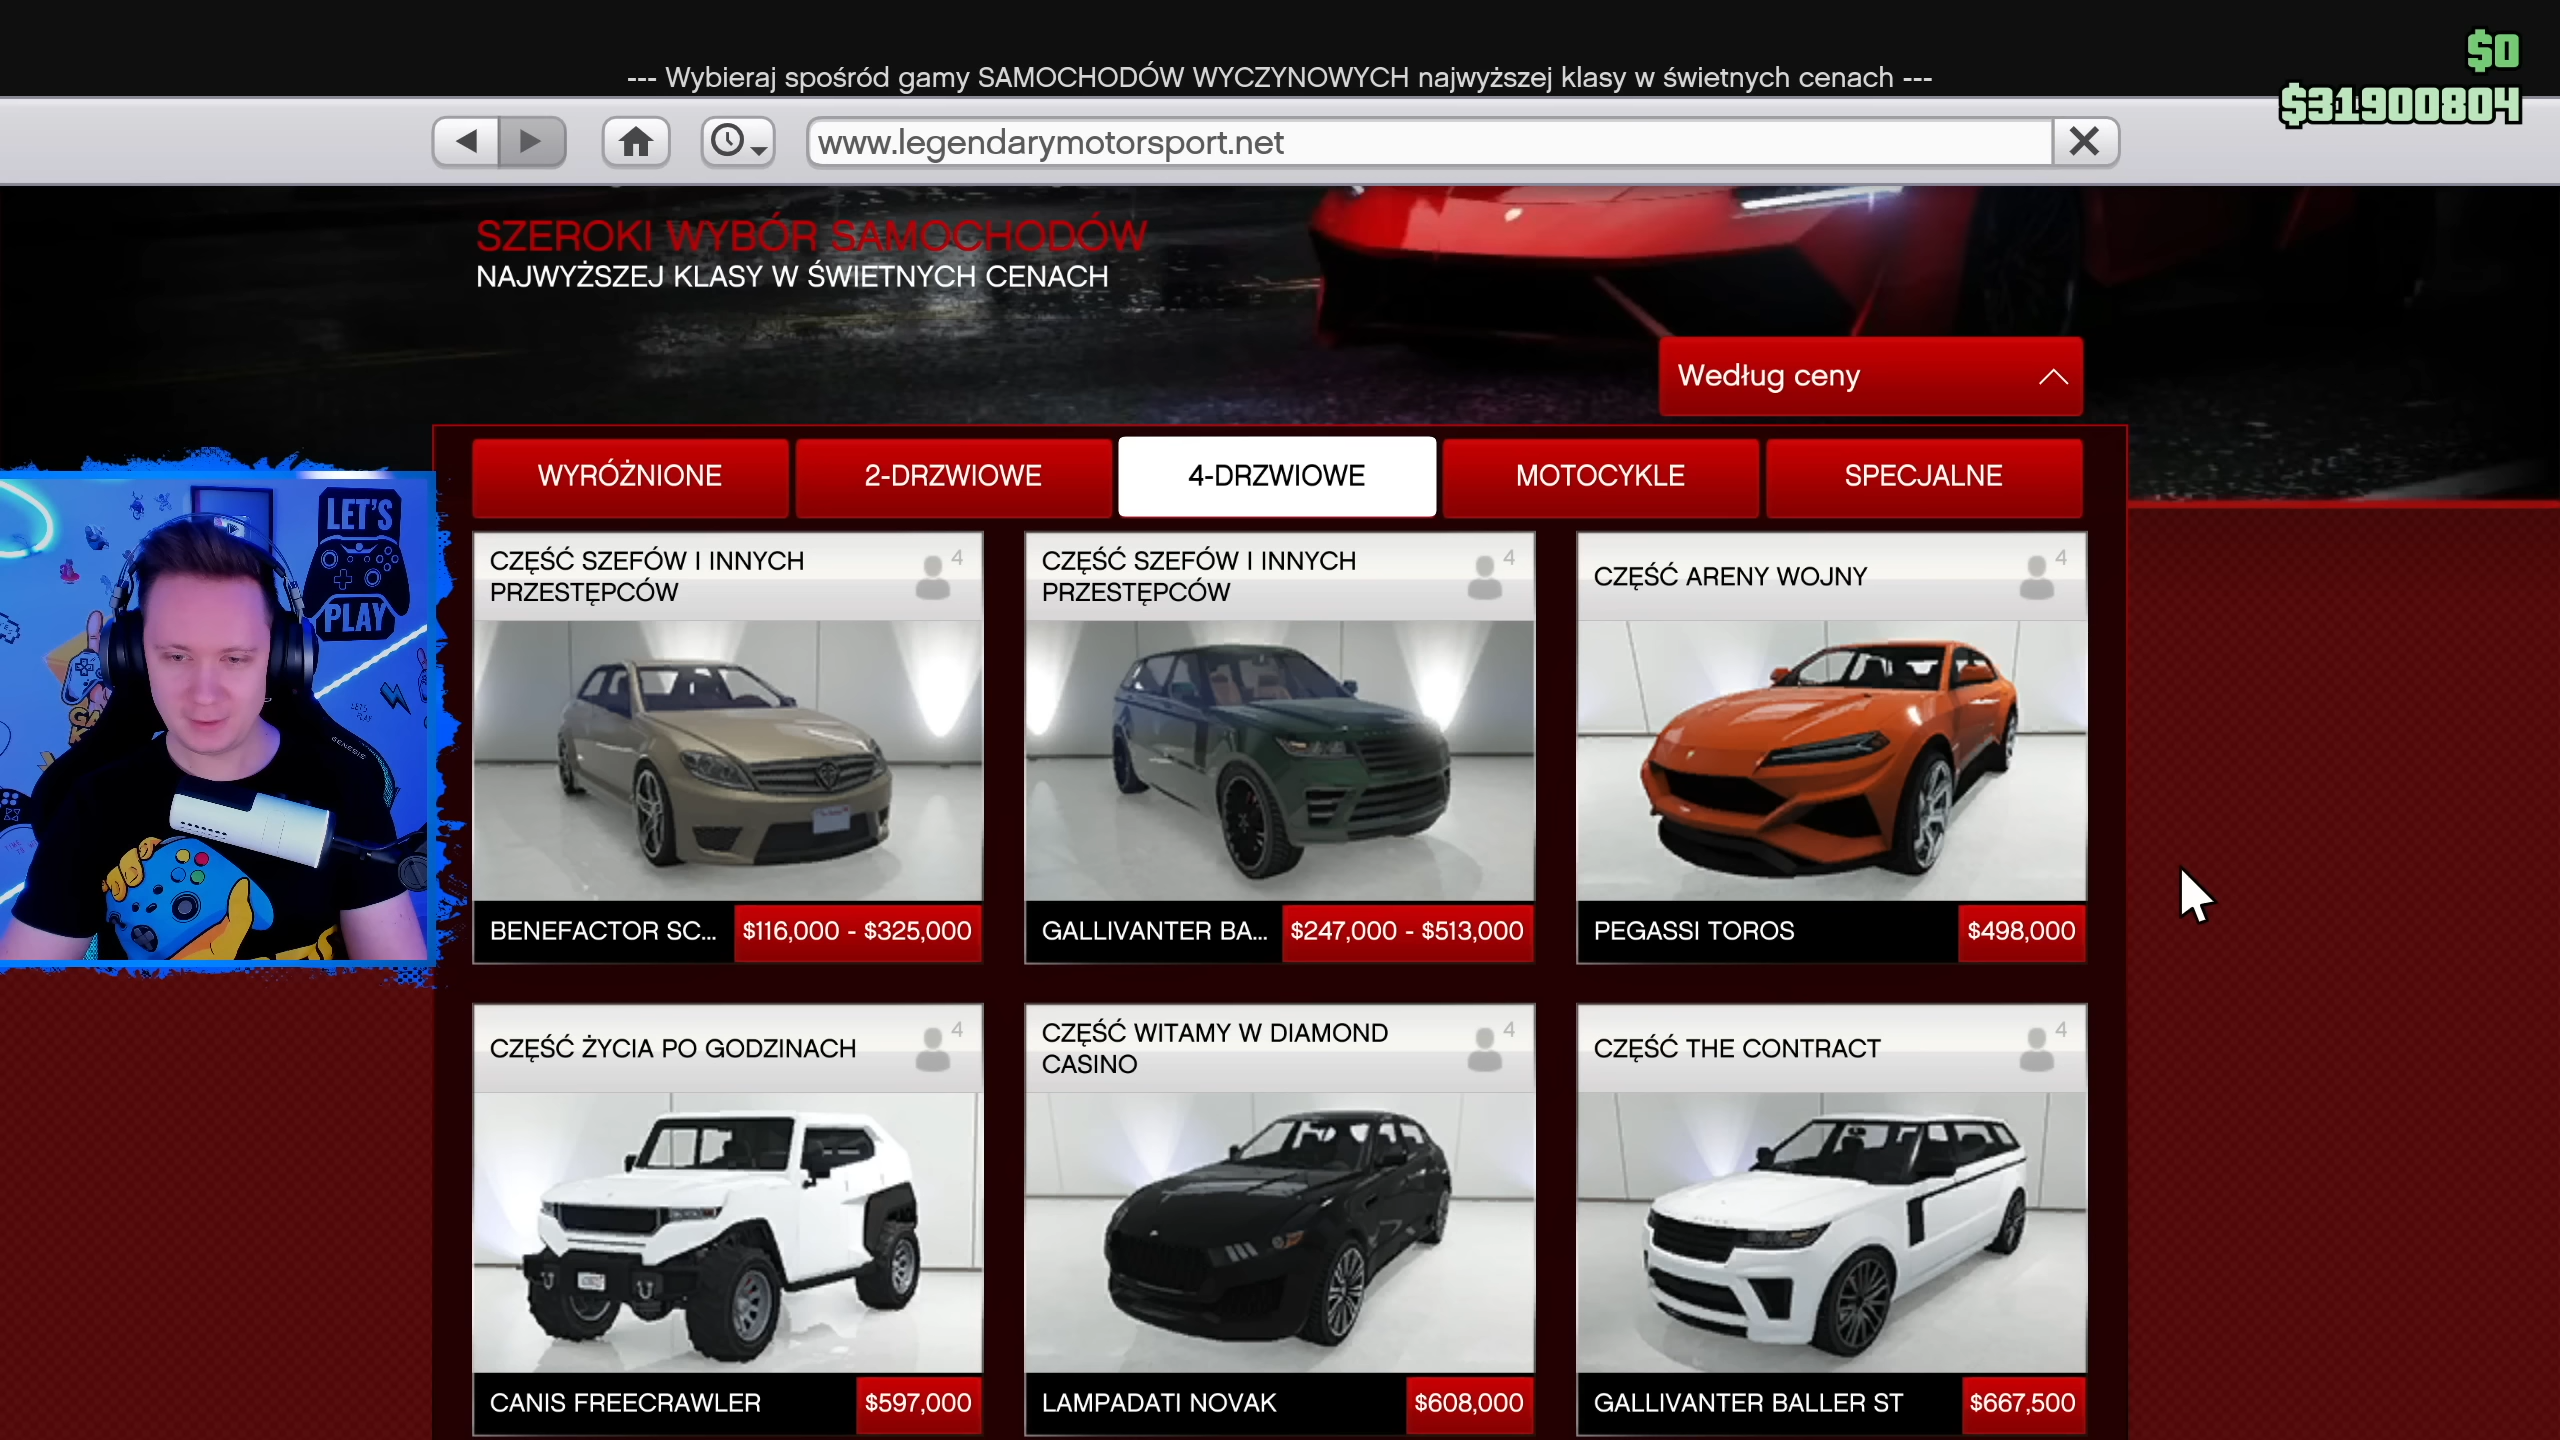 $0
--- Wybieraj spośród gamy SAMOCHODÓW WYCZYNOWYCH najwyższej klasy w świetnych cenach ---
$31900804
www.legendarymotorsport.net
SZEROKI WYBÓR SAMOCHODÓW
NAJWYŻSZEJ KLASY W ŚWIETNYCH CENACH
Według ceny
WYRÓŻNIONE
2-DRZWIOWE
4-DRZWIOWE
MOTOCYKLE
SPECJALNE
LET'S
PLAY
GENESIS
CZĘŚĆ SZEFÓW I INNYCH
PRZESTĘPCÓW
4
BENEFACTOR SC...
$116,000 - $325,000
CZĘŚĆ SZEFÓW I INNYCH
PRZESTĘPCÓW
4
GALLIVANTER BA...
$247,000 - $513,000
CZĘŚĆ ARENY WOJNY
4
PEGASSI TOROS
$498,000
CZĘŚĆ ŻYCIA PO GODZINACH
4
CANIS FREECRAWLER
$597,000
CZĘŚĆ WITAMY W DIAMOND
CASINO
4
LAMPADATI NOVAK
$608,000
CZĘŚĆ THE CONTRACT
4
GALLIVANTER BALLER ST
$667,500